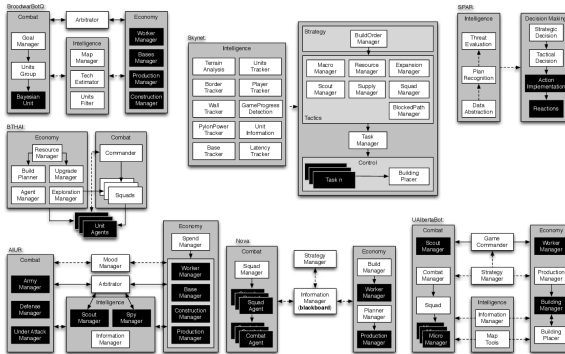 BroodwarBotQ:
Combat
Goal
Manager
Units
Group
Bayesian
Unit
Arbitrator
Intelligence
Map
Manager
Tech
Estimator
Units
Filter
Economy
Worker
Manager
Bases
Manager
Production
Manager
Construction
Manager
Skynet:
Intelligence
Terrain
Analysis
Units
Tracker
Border
Tracker
Player
Tracker
Wall
Tracker
GameProgress
Detection
PylonPower
Tracker
Unit
Information
Base
Tracker
Latency
Tracker
Strategy
BuildOrder
Manager
Macro
Manager
Resource
Manager
Expansion
Manager
Scout
Manager
Supply
Manager
Squad
Manager
BlockedPath
Manager
Tactics
Task
Manager
Control
Task n
Building
Placer
SPAR:
Intelligence
Threat
Evaluation
Plan
Recognition
Data
Abstraction
Decision Making
Strategic
Decision
Tactical
Decision
Action
Implementation
Reactions
BTHAI:
Economy
Resource
Manager
Build
Planner
Upgrade
Manager
Agent
Manager
Exploration
Manager
Combat
Commander
Squads
Unit
Agents
AIUR:
Combat
Army
Manager
Defense
Manager
Under Attack
Manager
Mood
Manager
Arbitrator
Intelligence
Scout
Manager
Spy
Manager
Information
Manager
Economy
Spend
Manager
Worker
Manager
Base
Manager
Construction
Manager
Production
Manager
Nova:
Combat
Squad
Manager
Squad
Agent
Combat
Agent
Strategy
Manager
Information
Manager
(blackboard)
Economy
Build
Manager
Worker
Manager
Planner
Manager
Production
Manager
UAlbertaBot:
Combat
Scout
Manager
Combat
Manager
Squad
Micro
Manager
Game
Commander
Strategy
Manager
Intelligence
Information
Manager
Map
Tools
Economy
Worker
Manager
Production
Manager
Building
Manager
Building
Placer